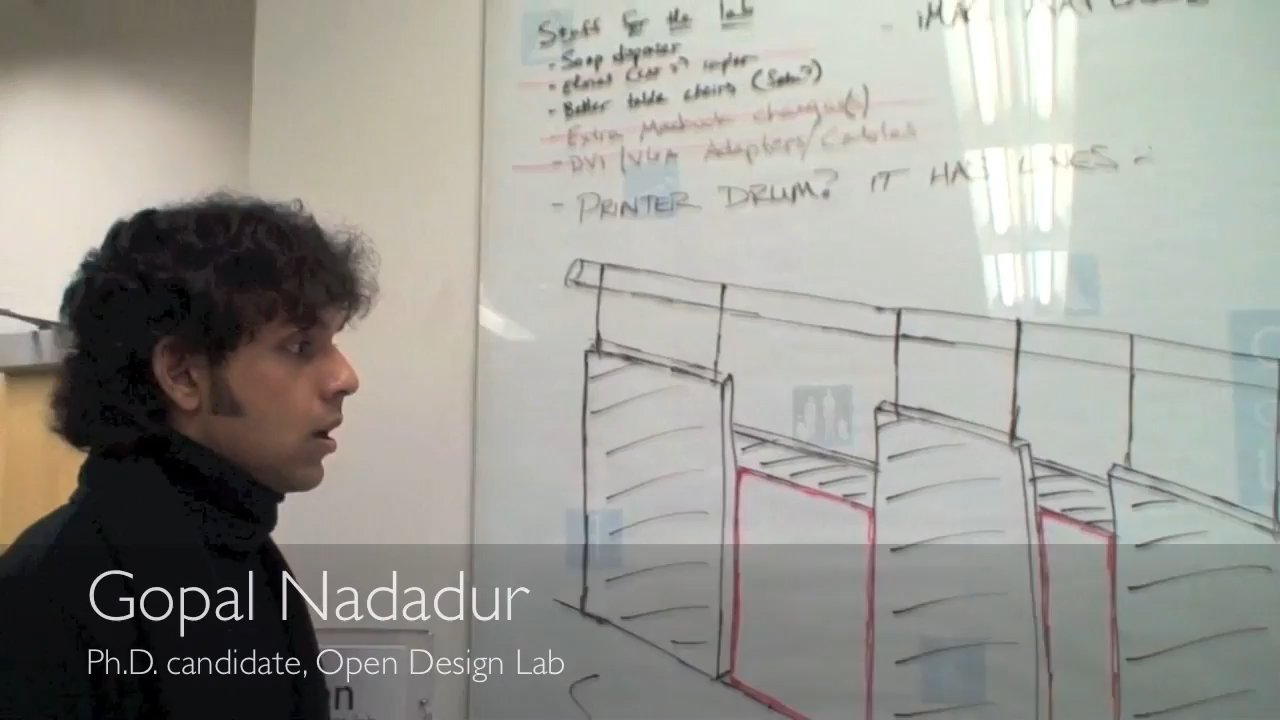 Stuff for the lab
- Soap dispenser
- Better table chairs
- Extra Macbook
- DVI/VGA Adapters/Cables
- PRINTER DRUM? IT HAS LINES
Gopal Nadadur
Ph.D. candidate, Open Design Lab